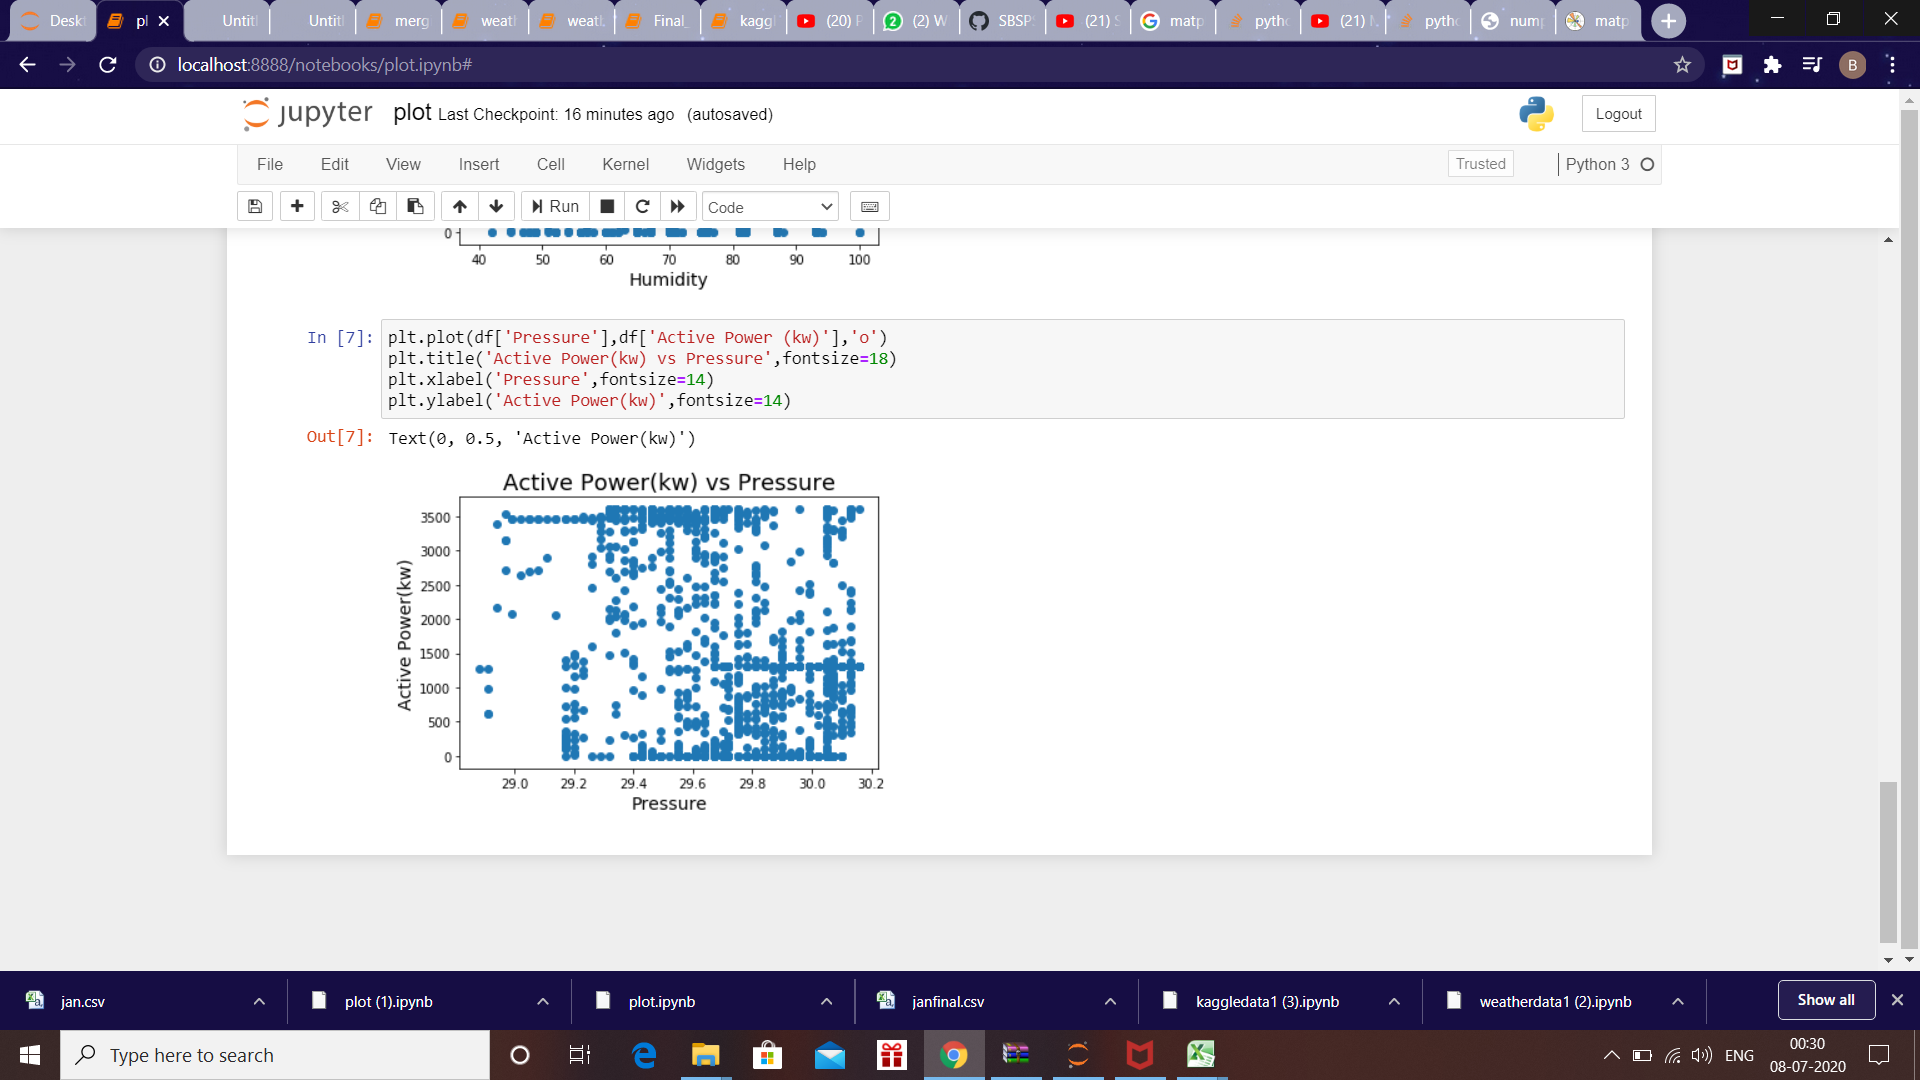 Desk
pl
Untitl
Untitl
merg
weath
weath
Final_
kaggl
(20) F
(2) W
SBSP
(21) S
matp
pytho
(21) N
pytho
nump
matp
localhost:8888/notebooks/plot.ipynb#
B
jupyter plot Last Checkpoint: 16 minutes ago (autosaved)
Logout
File Edit View Insert Cell Kernel Widgets Help
Trusted
Python 3
Run
Code
0
40 50 60 70 80 90 100
Humidity
In [7]: plt.plot(df['Pressure'],df['Active Power (kw)'],'o')
plt.title('Active Power(kw) vs Pressure',fontsize=18)
plt.xlabel('Pressure',fontsize=14)
plt.ylabel('Active Power(kw)',fontsize=14)
Out[7]: Text(0, 0.5, 'Active Power(kw)')
Active Power(kw) vs Pressure
3500
3000
2500
2000
1500
1000
500
0
Active Power(kw)
29.0 29.2 29.4 29.6 29.8 30.0 30.2
Pressure
jan.csv
plot (1).ipynb
plot.ipynb
janfinal.csv
kaggledata1 (3).ipynb
weatherdata1 (2).ipynb
Show all
Type here to search
ENG
00:30
08-07-2020